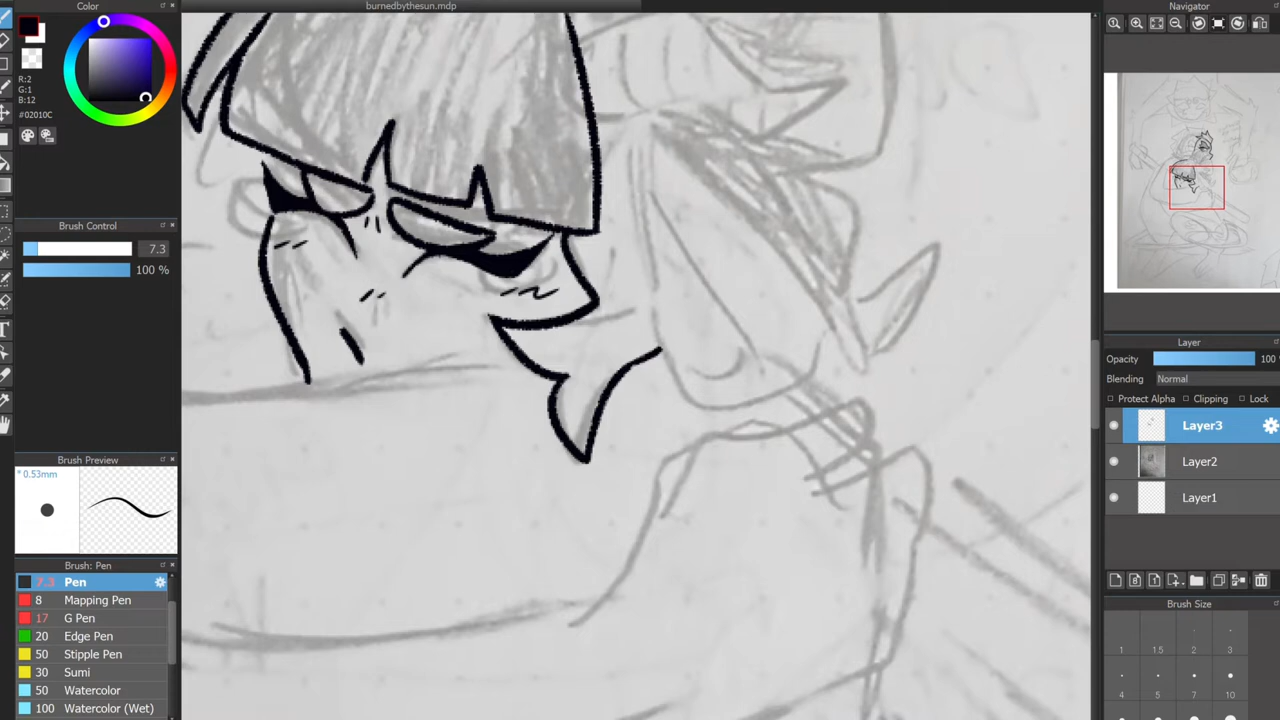 burnedbythesun.mdp
Color
R:2
G:1
B:12
#02010C
Brush Control
7.3
100 %
Brush Preview
* 0.53mm
Brush: Pen
7.3 Pen
8 Mapping Pen
17 G Pen
20 Edge Pen
50 Stipple Pen
30 Sumi
50 Watercolor
100 Watercolor (Wet)
Navigator
Layer
Opacity 100
Blending Normal
Protect Alpha Clipping Lock
Layer3
Layer2
Layer1
Brush Size
1 1.5 2 3
4 5 7 10